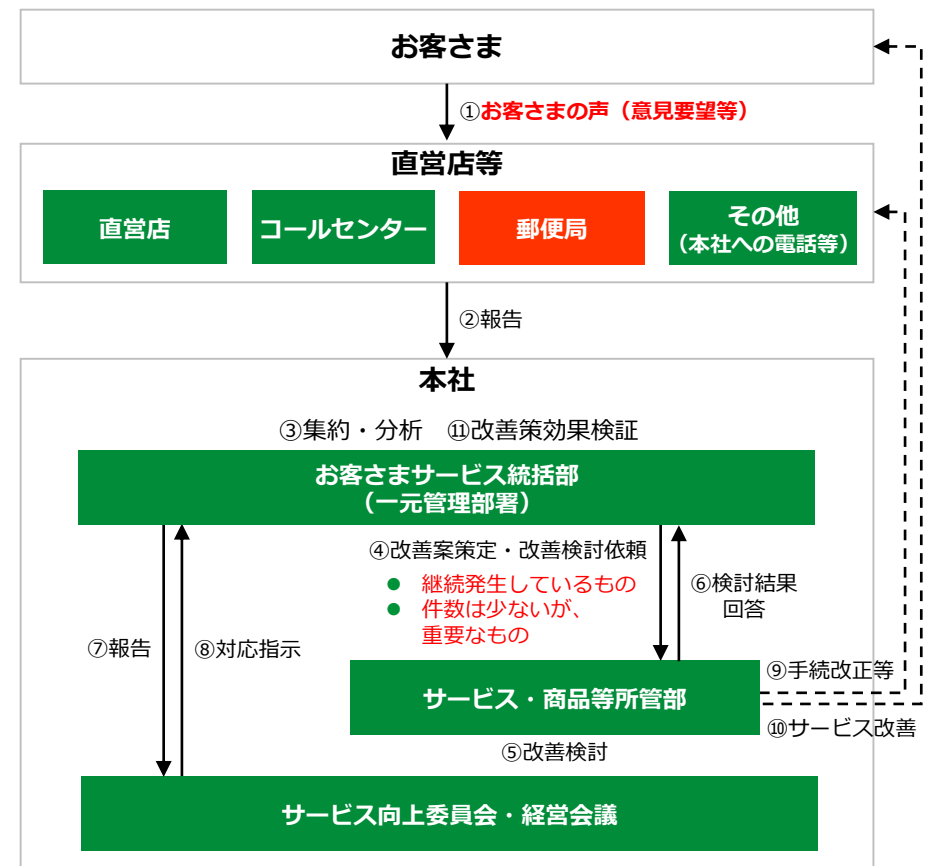 お客さま
①お客さまの声（意見要望等）
直営店等
直営店
コールセンター
郵便局
その他
（本社への電話等）
②報告
本社
③集約・分析　⑪改善策効果検証
お客さまサービス統括部
（一元管理部署）
④改善案策定・改善検討依頼
● 継続発生しているもの
● 件数は少ないが、
重要なもの
⑥検討結果
回答
⑦報告
⑧対応指示
サービス・商品等所管部
⑨手続改正等
⑩サービス改善
⑤改善検討
サービス向上委員会・経営会議